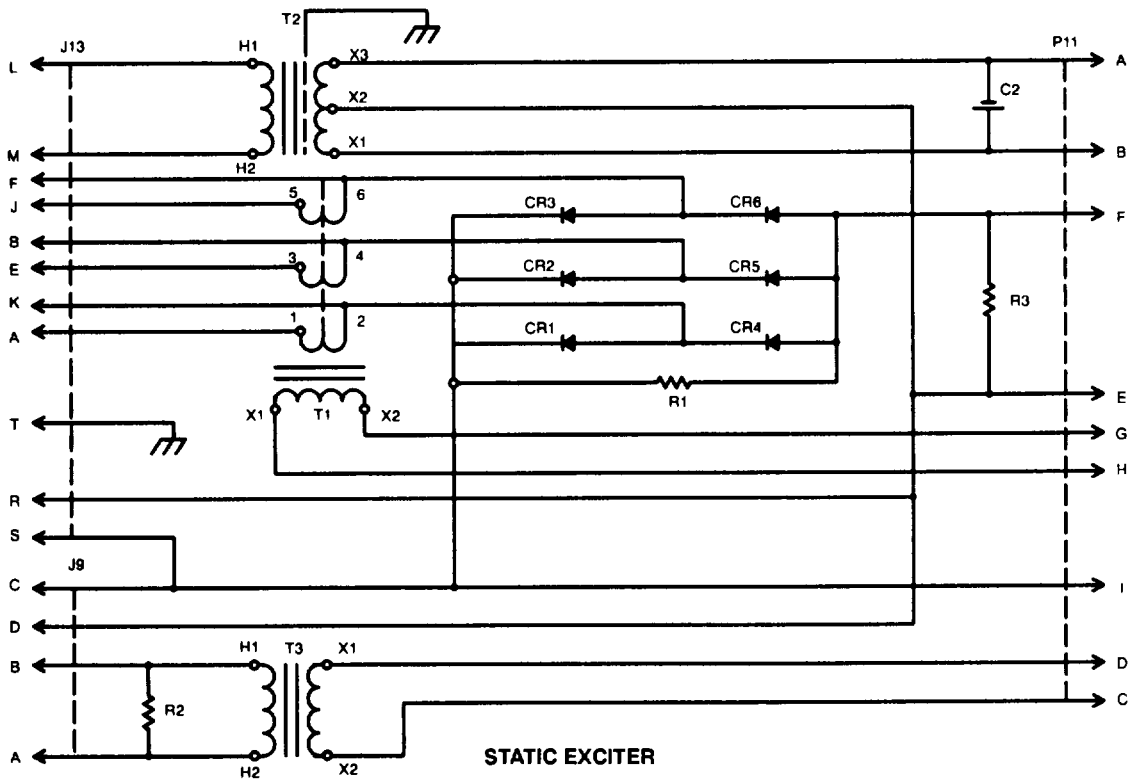 T2
J13
H1
X3
P11
L
A
X2
C2
X1
M
H2
B
F
5
6
J
CR3
CR6
F
B
3
4
CR2
CR5
E
K
R3
1
2
CR1
CR4
A
R1
E
X1
T1
X2
T
G
H
R
S
J9
C
I
D
H1
T3
X1
B
D
R2
C
A
H2
X2
STATIC EXCITER